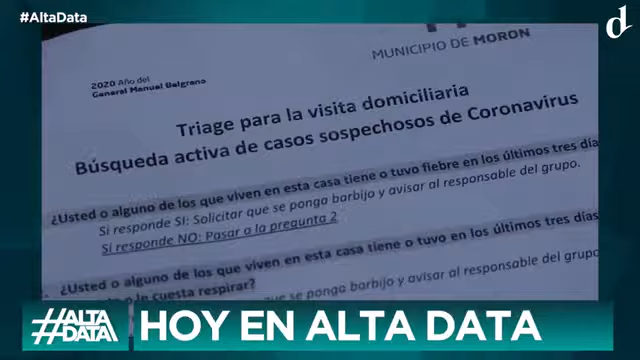 #AltaData
d
MUNICIPIO DE MORON
2020 Año del
General Manuel Belgrano
Triage para la visita domiciliaria
Búsqueda activa de casos sospechosos de Coronavirus
¿Usted o alguno de los que viven en esta casa tiene o tuvo fiebre en los últimos tres días
Si responde SI: Solicitar que se ponga barbijo y avisar al responsable del grupo.
Si responde NO: Pasar a la pregunta 2
¿Usted o alguno de los que viven en esta casa tiene o tuvo en los últimos tres días
o le cuesta respirar?
que se ponga barbijo y avisar al responsable del grupo
#ALTA
DATA
HOY EN ALTA DATA